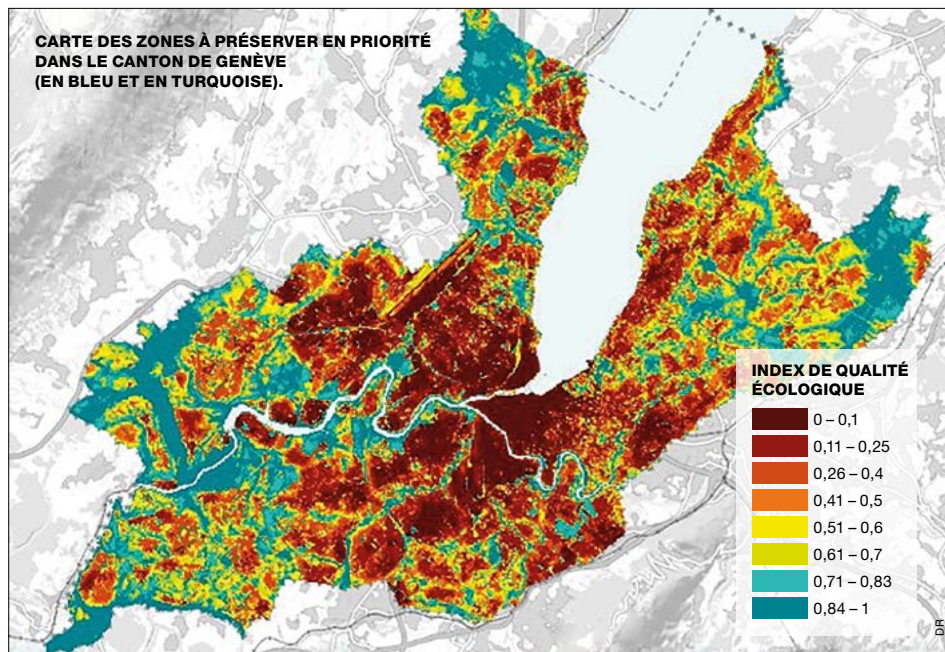 CARTE DES ZONES À PRÉSERVER EN PRIORITÉ
DANS LE CANTON DE GENÈVE
(EN BLEU ET EN TURQUOISE).
INDEX DE QUALITÉ
ÉCOLOGIQUE
0 – 0,1
0,11 – 0,25
0,26 – 0,4
0,41 – 0,5
0,51 – 0,6
0,61 – 0,7
0,71 – 0,83
0,84 – 1
DR